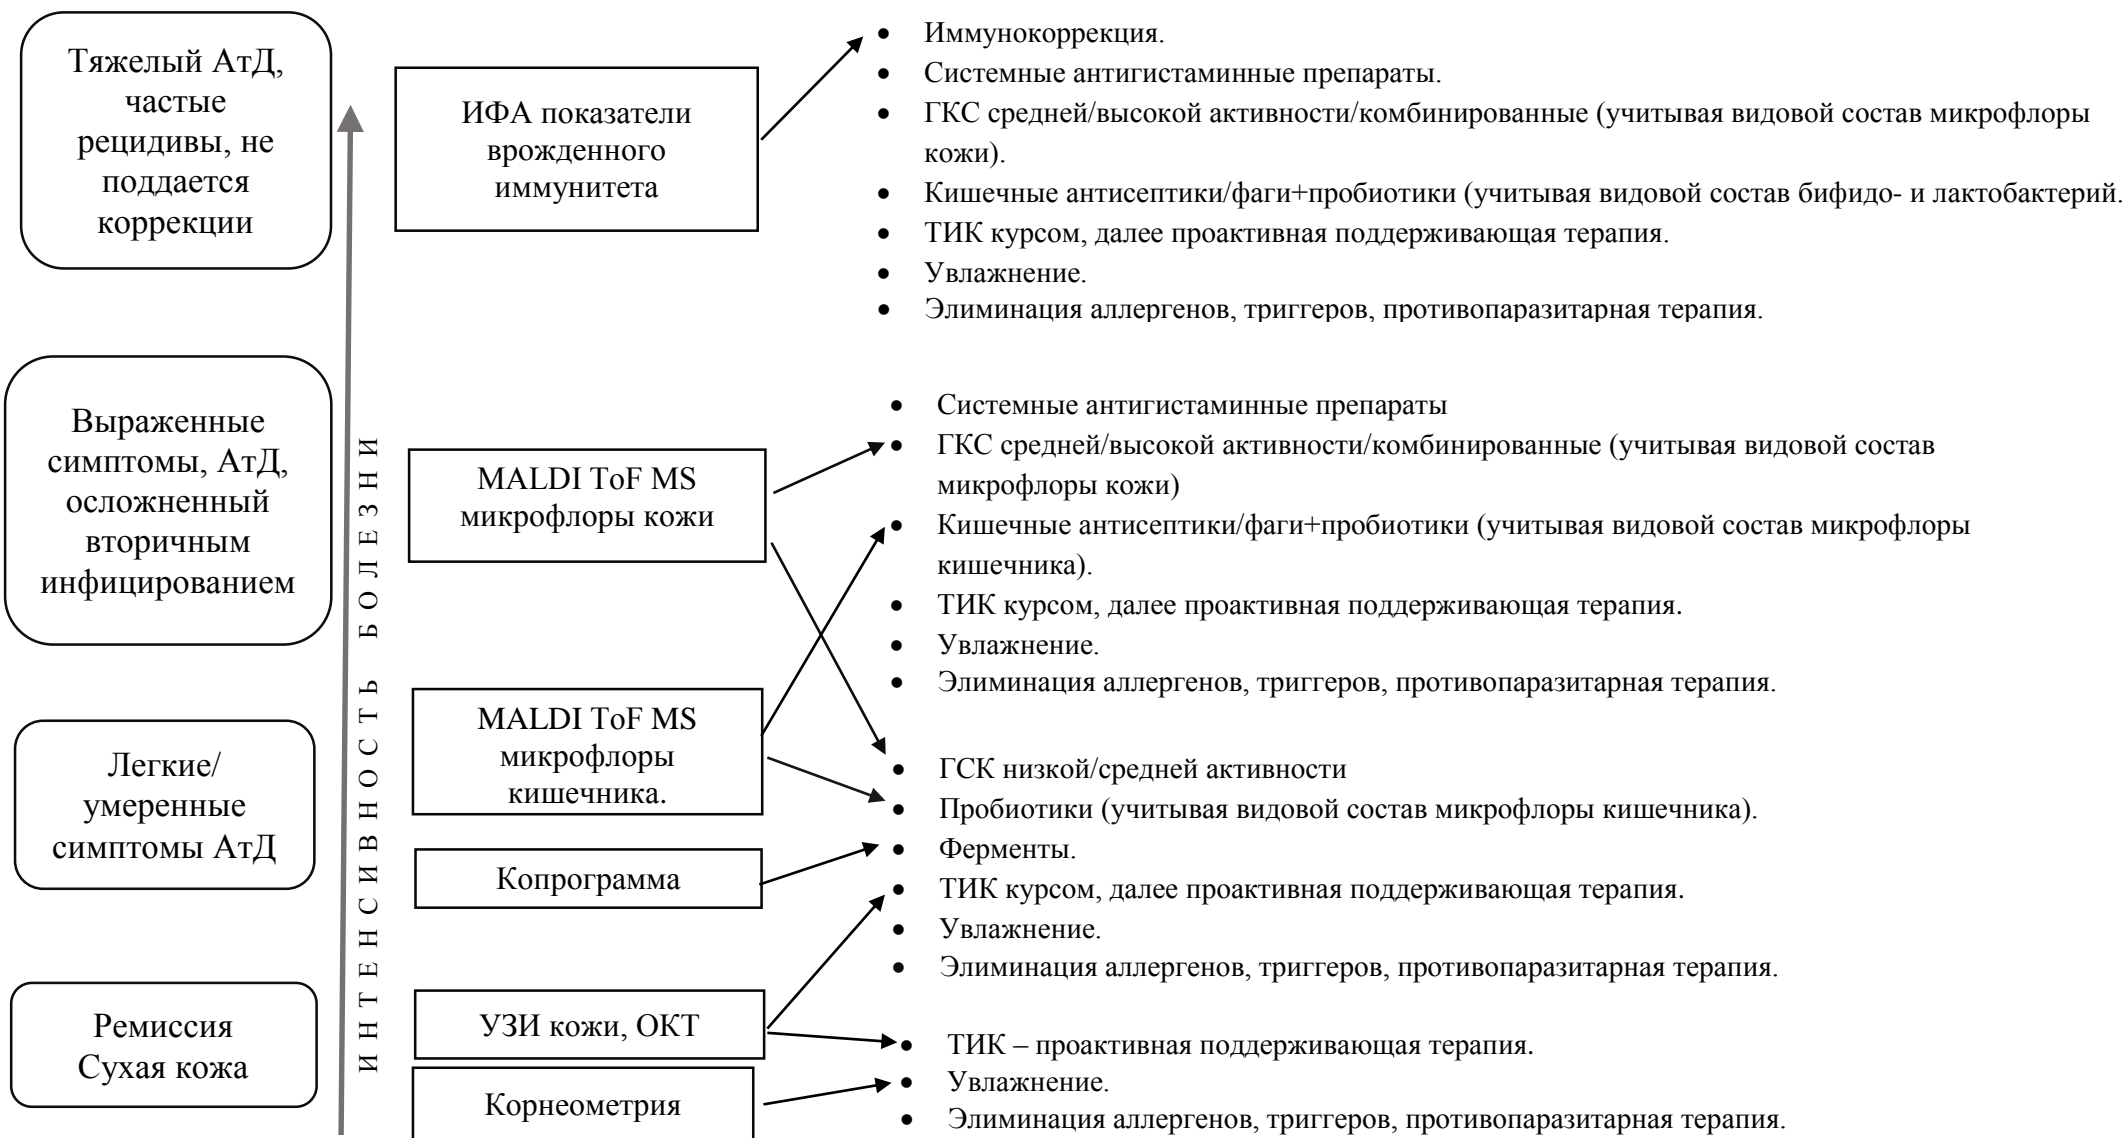 Тяжелый АтД,
частые
рецидивы, не
поддается
коррекции
ИФА показатели
врожденного
иммунитета
• Иммунокоррекция.
• Системные антигистаминные препараты.
• ГКС средней/высокой активности/комбинированные (учитывая видовой состав микрофлоры
кожи).
• Кишечные антисептики/фаги+пробиотики (учитывая видовой состав бифидо- и лактобактерий.
• ТИК курсом, далее проактивная поддерживающая терапия.
• Увлажнение.
• Элиминация аллергенов, триггеров, противопаразитарная терапия.
Выраженные
симптомы, АтД,
осложненный
вторичным
инфицированием
ИНТЕНСИВНОСТЬ БОЛЕЗНИ
MALDI ToF MS
микрофлоры кожи
• Системные антигистаминные препараты
• ГКС средней/высокой активности/комбинированные (учитывая видовой состав
микрофлоры кожи)
• Кишечные антисептики/фаги+пробиотики (учитывая видовой состав микрофлоры
кишечника).
• ТИК курсом, далее проактивная поддерживающая терапия.
• Увлажнение.
• Элиминация аллергенов, триггеров, противопаразитарная терапия.
Легкие/
умеренные
симптомы АтД
MALDI ToF MS
микрофлоры
кишечника.
Копрограмма
• ГСК низкой/средней активности
• Пробиотики (учитывая видовой состав микрофлоры кишечника).
• Ферменты.
• ТИК курсом, далее проактивная поддерживающая терапия.
• Увлажнение.
• Элиминация аллергенов, триггеров, противопаразитарная терапия.
Ремиссия
Сухая кожа
УЗИ кожи, ОКТ
Корнеометрия
• ТИК – проактивная поддерживающая терапия.
• Увлажнение.
• Элиминация аллергенов, триггеров, противопаразитарная терапия.